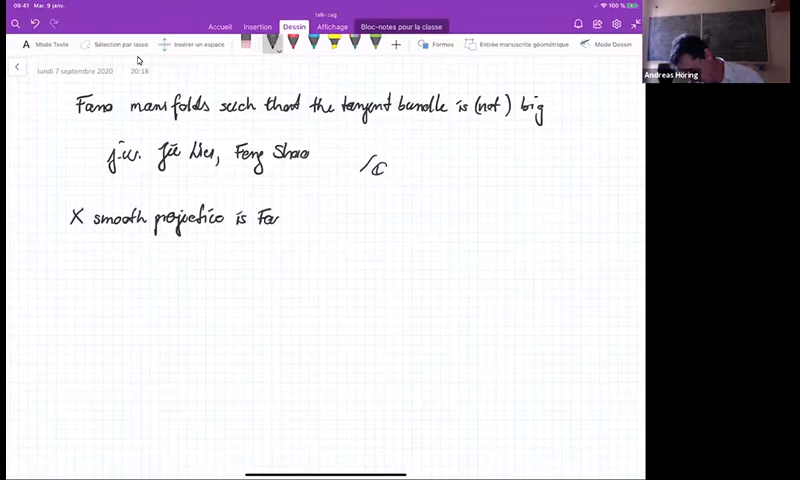 09:41 Mar. 9 janv.
talk-zag
100 %
Accueil Insertion Dessin Affichage Bloc-notes pour la classe
A Mode Texte Sélection par lasso Insérer un espace Formes Entrée manuscrite géométrique Mode Dessin
lundi 7 septembre 2020 20:18
Andreas Höring
Fano manifolds such that the tangent bundle is (not) big
j.w. Jie Liu, Feng Shao /ℂ
X smooth projective is Fa